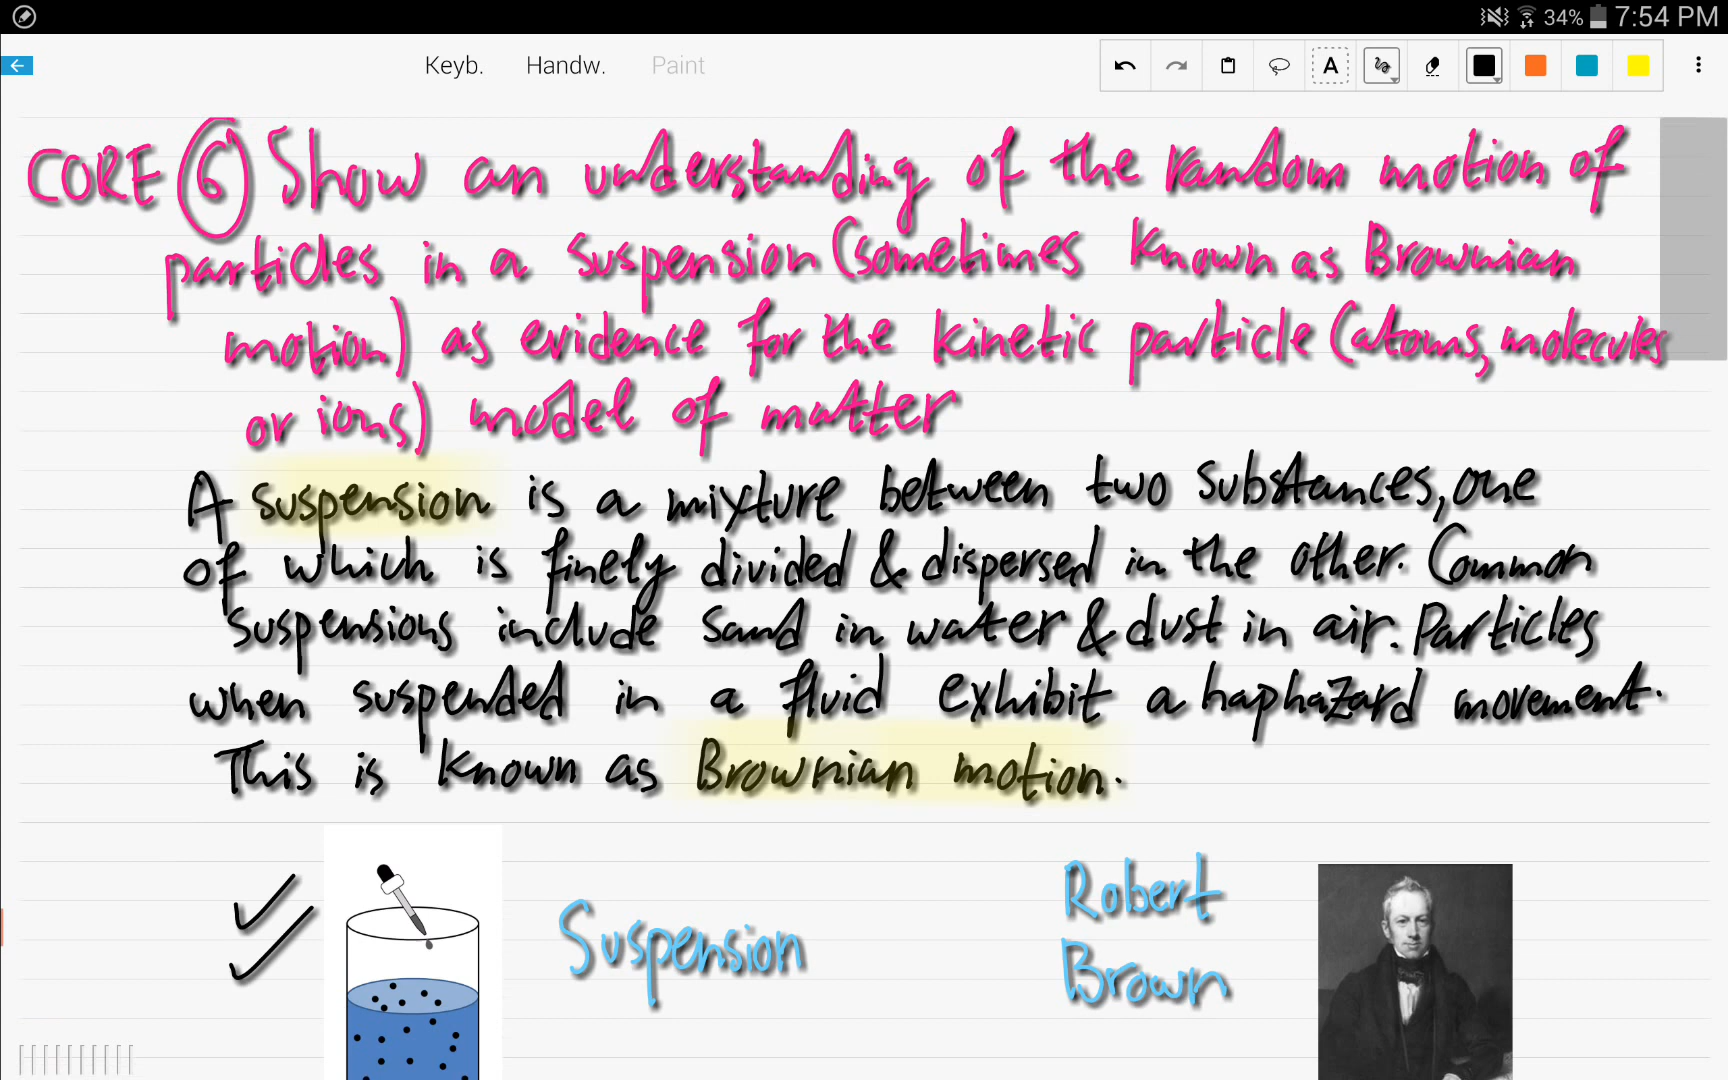 34% 7:54 PM
Keyb. Handw. Paint
A
CORE 6 Show an understanding of the random motion of
particles in a suspension (sometimes known as Brownian
motion) as evidence for the kinetic particle (atoms, molecules
or ions) model of matter
A suspension is a mixture between two substances, one
of which is finely divided & dispersed in the other. Common
suspensions include sand in water & dust in air. Particles
when suspended in a fluid exhibit a haphazard movement.
This is known as Brownian motion.
Suspension
Robert
Brown